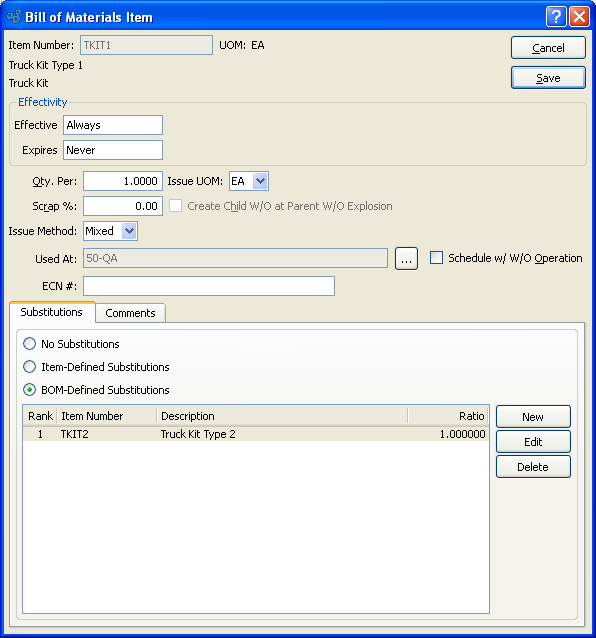 Bill of Materials Item
Item Number: TKIT1 UOM: EA
Cancel
Truck Kit Type 1
Save
Truck Kit
Effectivity
Effective Always
Expires Never
Qty. Per: 1.0000 Issue UOM: EA
Scrap %: 0.00 Create Child W/O at Parent W/O Explosion
Issue Method: Mixed
Used At: 50-QA ... Schedule w/ W/O Operation
ECN #:
Substitutions Comments
No Substitutions
Item-Defined Substitutions
BOM-Defined Substitutions
Rank Item Number Description Ratio
1 TKIT2 Truck Kit Type 2 1.000000
New
Edit
Delete